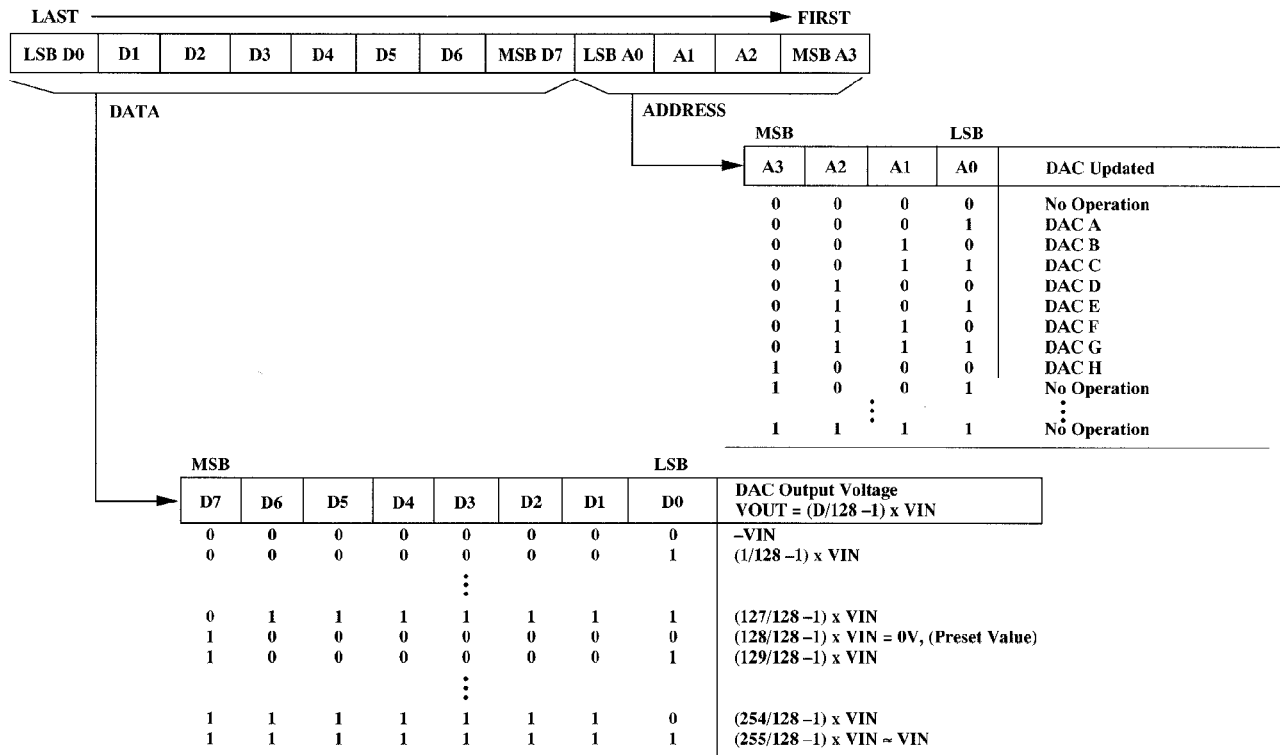 LAST FIRST
LSB D0 D1 D2 D3 D4 D5 D6 MSB D7 LSB A0 A1 A2 MSB A3
DATA ADDRESS
MSB LSB
A3 A2 A1 A0 DAC Updated
0 0 0 0 No Operation
0 0 0 1 DAC A
0 0 1 0 DAC B
0 0 1 1 DAC C
0 1 0 0 DAC D
0 1 0 1 DAC E
0 1 1 0 DAC F
0 1 1 1 DAC G
1 0 0 0 DAC H
1 0 0 1 No Operation
1 1 1 1 No Operation
MSB LSB
D7 D6 D5 D4 D3 D2 D1 D0 DAC Output Voltage
VOUT = (D/128 –1) x VIN
0 0 0 0 0 0 0 0 –VIN
0 0 0 0 0 0 0 1 (1/128 –1) x VIN
0 1 1 1 1 1 1 1 (127/128 –1) x VIN
1 0 0 0 0 0 0 0 (128/128 –1) x VIN = 0V, (Preset Value)
1 0 0 0 0 0 0 1 (129/128 –1) x VIN
1 1 1 1 1 1 1 0 (254/128 –1) x VIN
1 1 1 1 1 1 1 1 (255/128 –1) x VIN ~ VIN